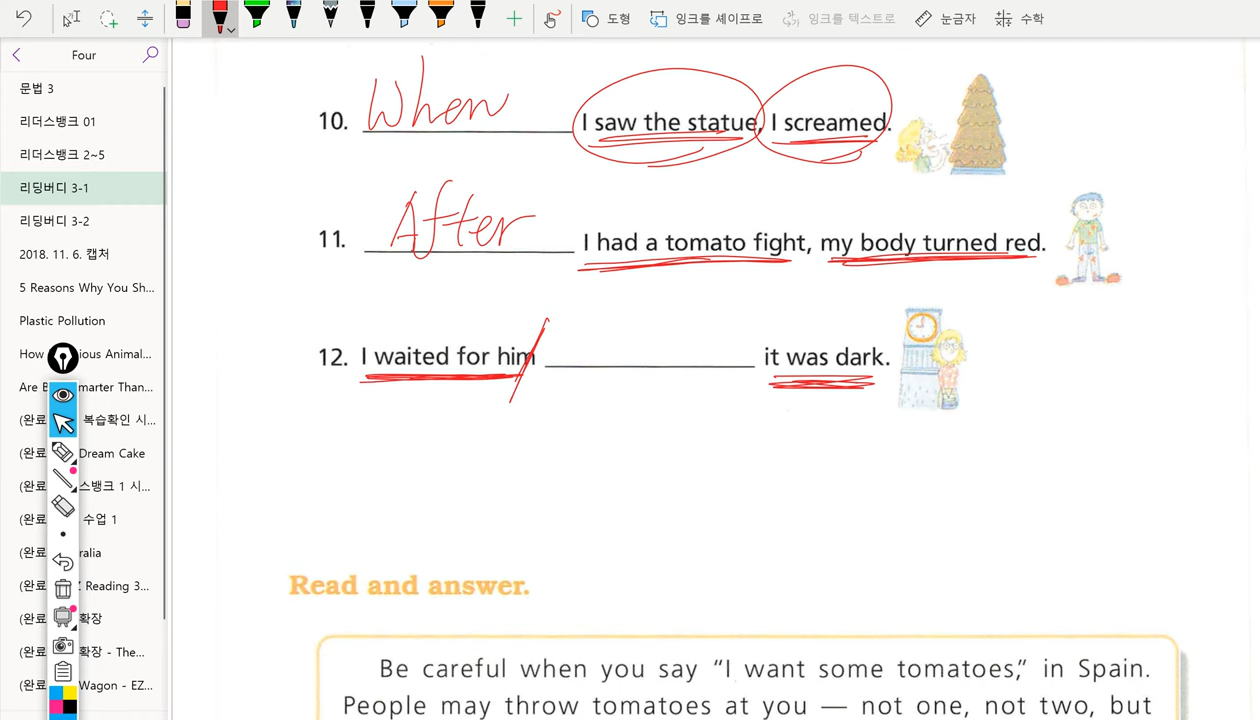 도형 잉크를 셰이프로 잉크를 텍스트로 눈금자 수학
Four
문법 3
리더스뱅크 01
리더스뱅크 2~5
리딩버디 3-1
리딩버디 3-2
2018. 11. 6. 캡처
5 Reasons Why You Sh...
Plastic Pollution
How ious Animal...
Are B marter Than...
(완료 복습확인 시...
(완료 Dream Cake
(완료 스뱅크 1 시...
(완료 수업 1
(완료 ralia
(완료 Reading 3...
(완료 확장
(완료 확장 - The...
(완료 Wagon - EZ...
10. When I saw the statue, I screamed.
11. After I had a tomato fight, my body turned red.
12. I waited for him it was dark.
Read and answer.
Be careful when you say “I want some tomatoes,” in Spain.
People may throw tomatoes at you — not one, not two, but